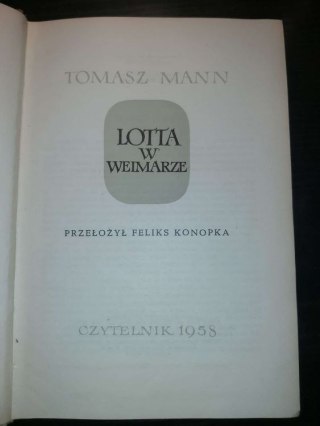 TOMASZ MANN
LOTTA
W
WEIMARZE
PRZEŁOŻYŁ FELIKS KONOPKA
CZYTELNIK 1958